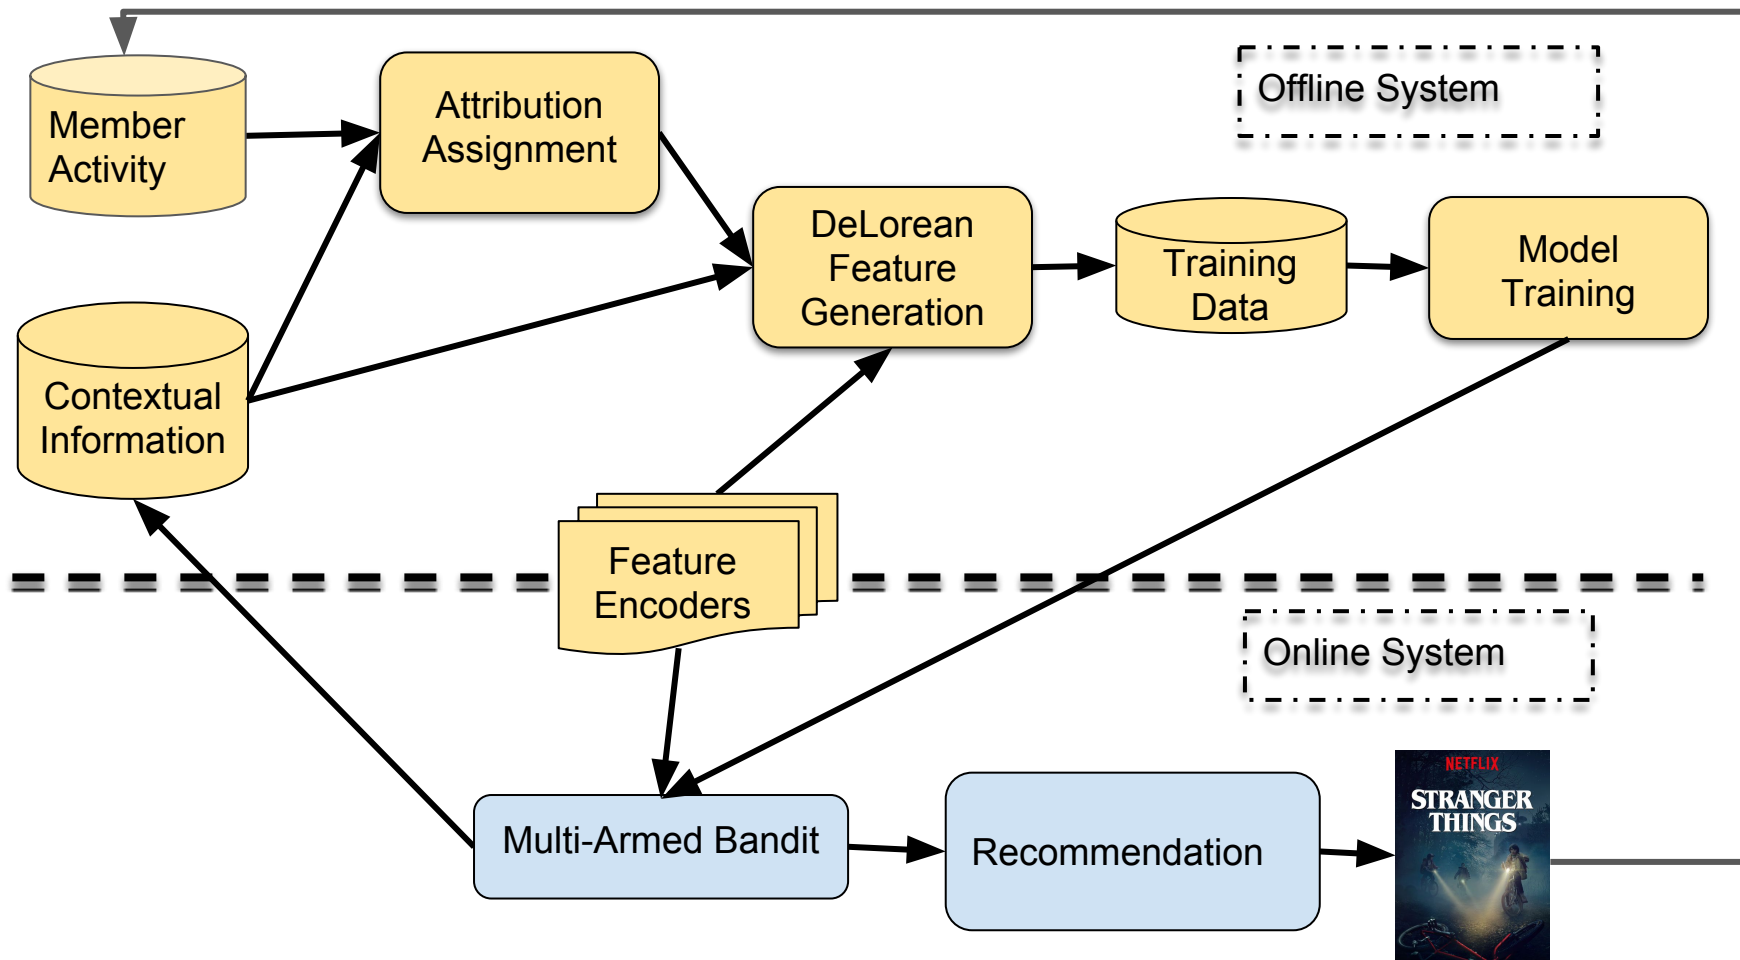 Member
Activity
Attribution
Assignment
Offline System
DeLorean
Feature
Generation
Training
Data
Model
Training
Contextual
Information
Feature
Encoders
Online System
Multi-Armed Bandit
Recommendation
NETFLIX
STRANGER
THINGS